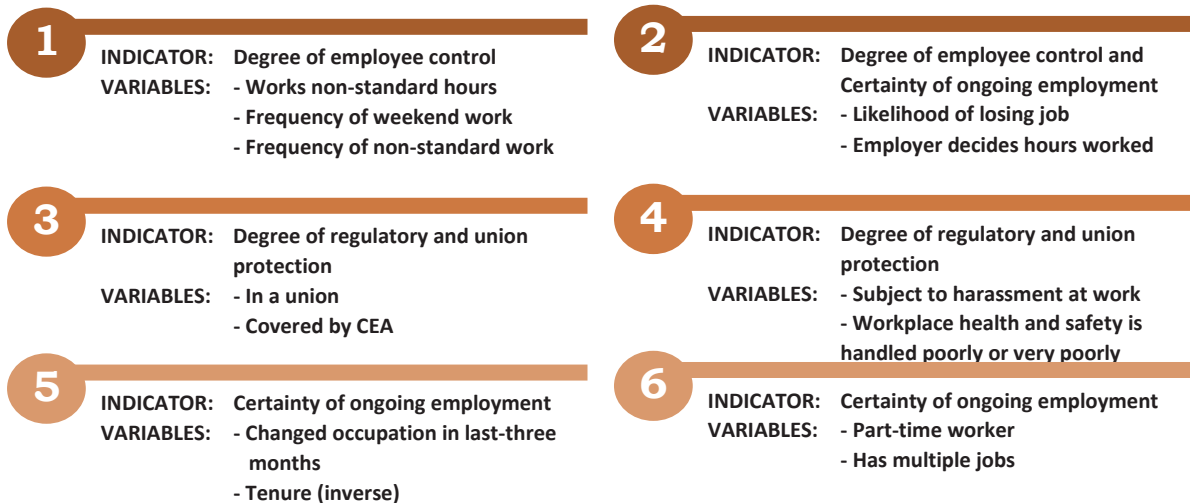 1
INDICATOR: Degree of employee control
VARIABLES: - Works non-standard hours
- Frequency of weekend work
- Frequency of non-standard work
2
INDICATOR: Degree of employee control and
Certainty of ongoing employment
VARIABLES: - Likelihood of losing job
- Employer decides hours worked
3
INDICATOR: Degree of regulatory and union
protection
VARIABLES: - In a union
- Covered by CEA
4
INDICATOR: Degree of regulatory and union
protection
VARIABLES: - Subject to harassment at work
- Workplace health and safety is
handled poorly or very poorly
5
INDICATOR: Certainty of ongoing employment
VARIABLES: - Changed occupation in last-three
months
- Tenure (inverse)
6
INDICATOR: Certainty of ongoing employment
VARIABLES: - Part-time worker
- Has multiple jobs